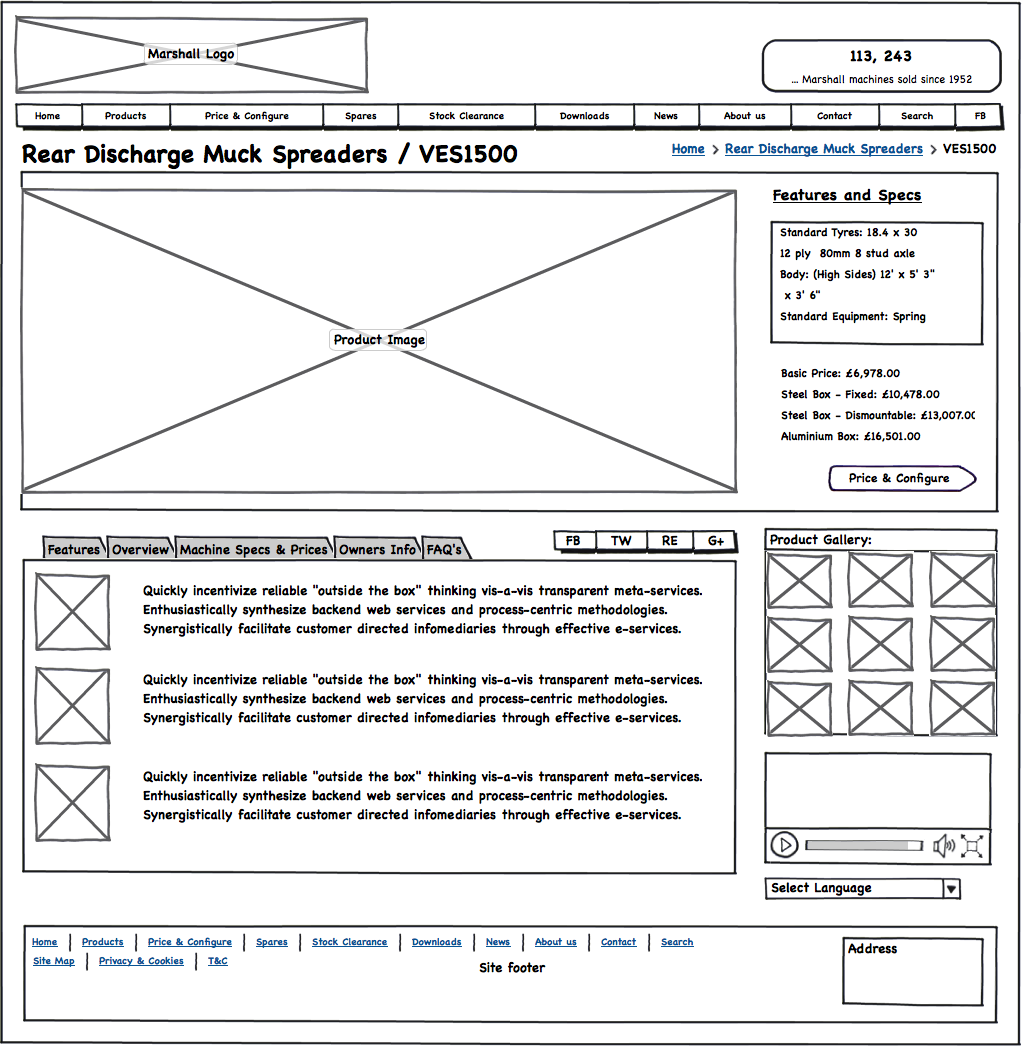 Marshall Logo
113, 243
... Marshall machines sold since 1952
Home Products Price & Configure Spares Stock Clearance Downloads News About us Contact Search FB
Rear Discharge Muck Spreaders / VES1500
Home > Rear Discharge Muck Spreaders > VES1500
Product Image
Features and Specs
Standard Tyres: 18.4 x 30
12 ply 80mm 8 stud axle
Body: (High Sides) 12' x 5' 3"
x 3' 6"
Standard Equipment: Spring
Basic Price: £6,978.00
Steel Box - Fixed: £10,478.00
Steel Box - Dismountable: £13,007.00
Aluminium Box: £16,501.00
Price & Configure
Features Overview Machine Specs & Prices Owners Info FAQ's
FB TW RE G+
Quickly incentivize reliable "outside the box" thinking vis-a-vis transparent meta-services.
Enthusiastically synthesize backend web services and process-centric methodologies.
Synergistically facilitate customer directed infomediaries through effective e-services.
Quickly incentivize reliable "outside the box" thinking vis-a-vis transparent meta-services.
Enthusiastically synthesize backend web services and process-centric methodologies.
Synergistically facilitate customer directed infomediaries through effective e-services.
Quickly incentivize reliable "outside the box" thinking vis-a-vis transparent meta-services.
Enthusiastically synthesize backend web services and process-centric methodologies.
Synergistically facilitate customer directed infomediaries through effective e-services.
Product Gallery:
Select Language
Home | Products | Price & Configure | Spares | Stock Clearance | Downloads | News | About us | Contact | Search
Site Map | Privacy & Cookies | T&C
Site footer
Address